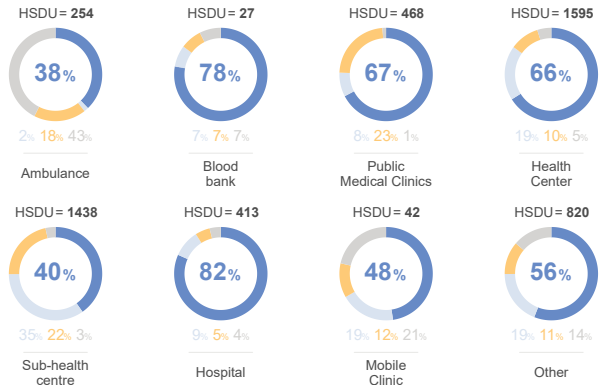 HSDU= 254 HSDU= 27 HSDU= 468 HSDU= 1595
38% 78% 67% 66%
2% 18% 43% 7% 7% 7% 8% 23% 1% 19% 10% 5%
Ambulance Blood bank Public Medical Clinics Health Center
HSDU= 1438 HSDU= 413 HSDU= 42 HSDU= 820
40% 82% 48% 56%
35% 22% 3% 9% 5% 4% 19% 12% 21% 19% 11% 14%
Sub-health centre Hospital Mobile Clinic Other